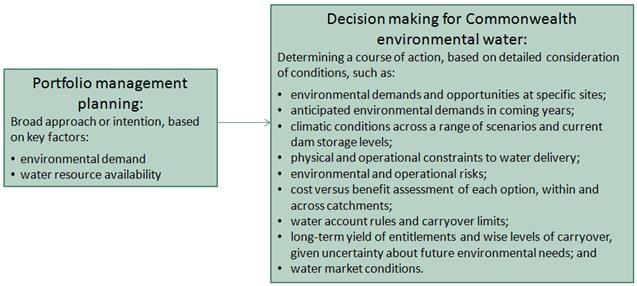 Portfolio management
planning:
Broad approach or intention, based
on key factors:
• environmental demand
• water resource availability
Decision making for Commonwealth
environmental water:
Determining a course of action, based on detailed consideration
of conditions, such as:
• environmental demands and opportunities at specific sites;
• anticipated environmental demands in coming years;
• climatic conditions across a range of scenarios and current
dam storage levels;
• physical and operational constraints to water delivery;
• environmental and operational risks;
• cost versus benefit assessment of each option, within and
across catchments;
• water account rules and carryover limits;
• long-term yield of entitlements and wise levels of carryover,
given uncertainty about future environmental needs; and
• water market conditions.